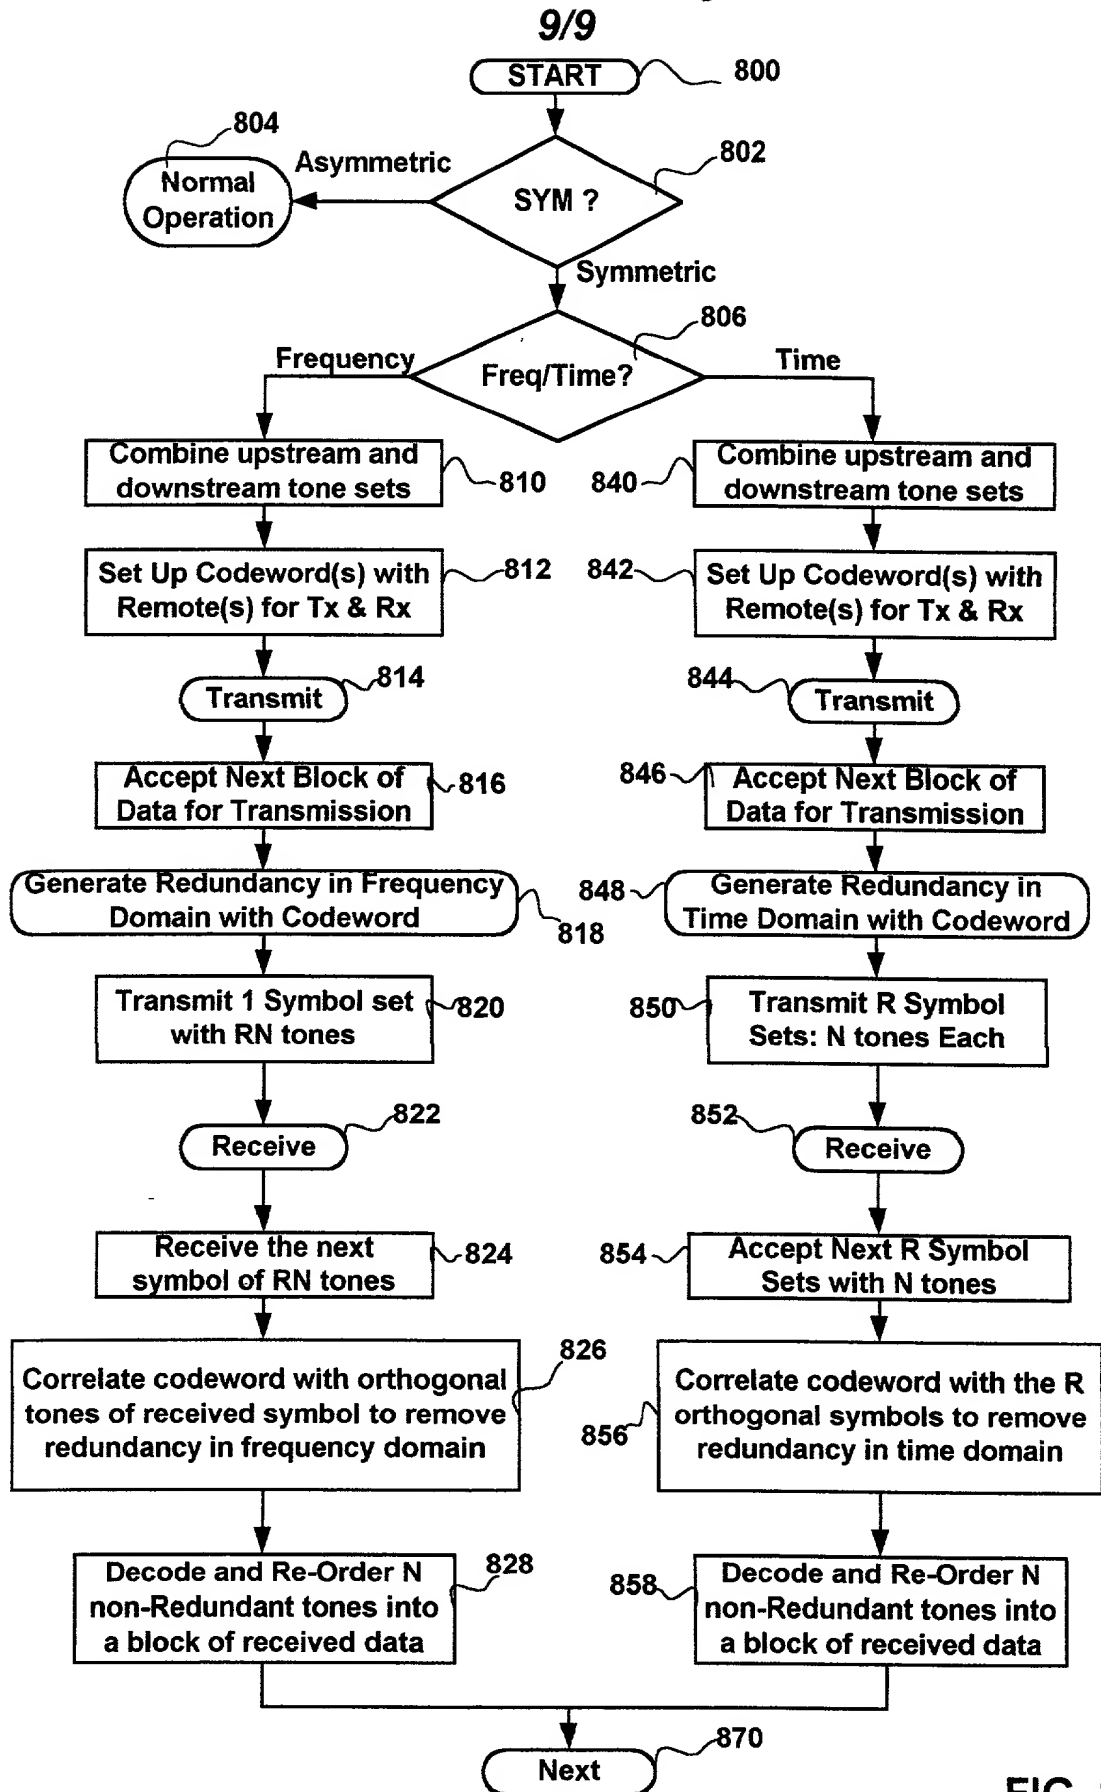 9/9
START
800
804
802
Asymmetric
Normal
Operation
SYM ?
Symmetric
806
Frequency
Time
Freq/Time?
Combine upstream and
downstream tone sets
810
840
Combine upstream and
downstream tone sets
Set Up Codeword(s) with
Remote(s) for Tx & Rx
812
842
Set Up Codeword(s) with
Remote(s) for Tx & Rx
814
Transmit
844
Transmit
Accept Next Block of
Data for Transmission
816
846
Accept Next Block of
Data for Transmission
Generate Redundancy in Frequency
Domain with Codeword
818
848
Generate Redundancy in
Time Domain with Codeword
Transmit 1 Symbol set
with RN tones
820
850
Transmit R Symbol
Sets: N tones Each
822
Receive
852
Receive
Receive the next
symbol of RN tones
824
854
Accept Next R Symbol
Sets with N tones
826
Correlate codeword with orthogonal
tones of received symbol to remove
redundancy in frequency domain
856
Correlate codeword with the R
orthogonal symbols to remove
redundancy in time domain
Decode and Re-Order N
non-Redundant tones into
a block of received data
828
858
Decode and Re-Order N
non-Redundant tones into
a block of received data
870
Next
FIG.